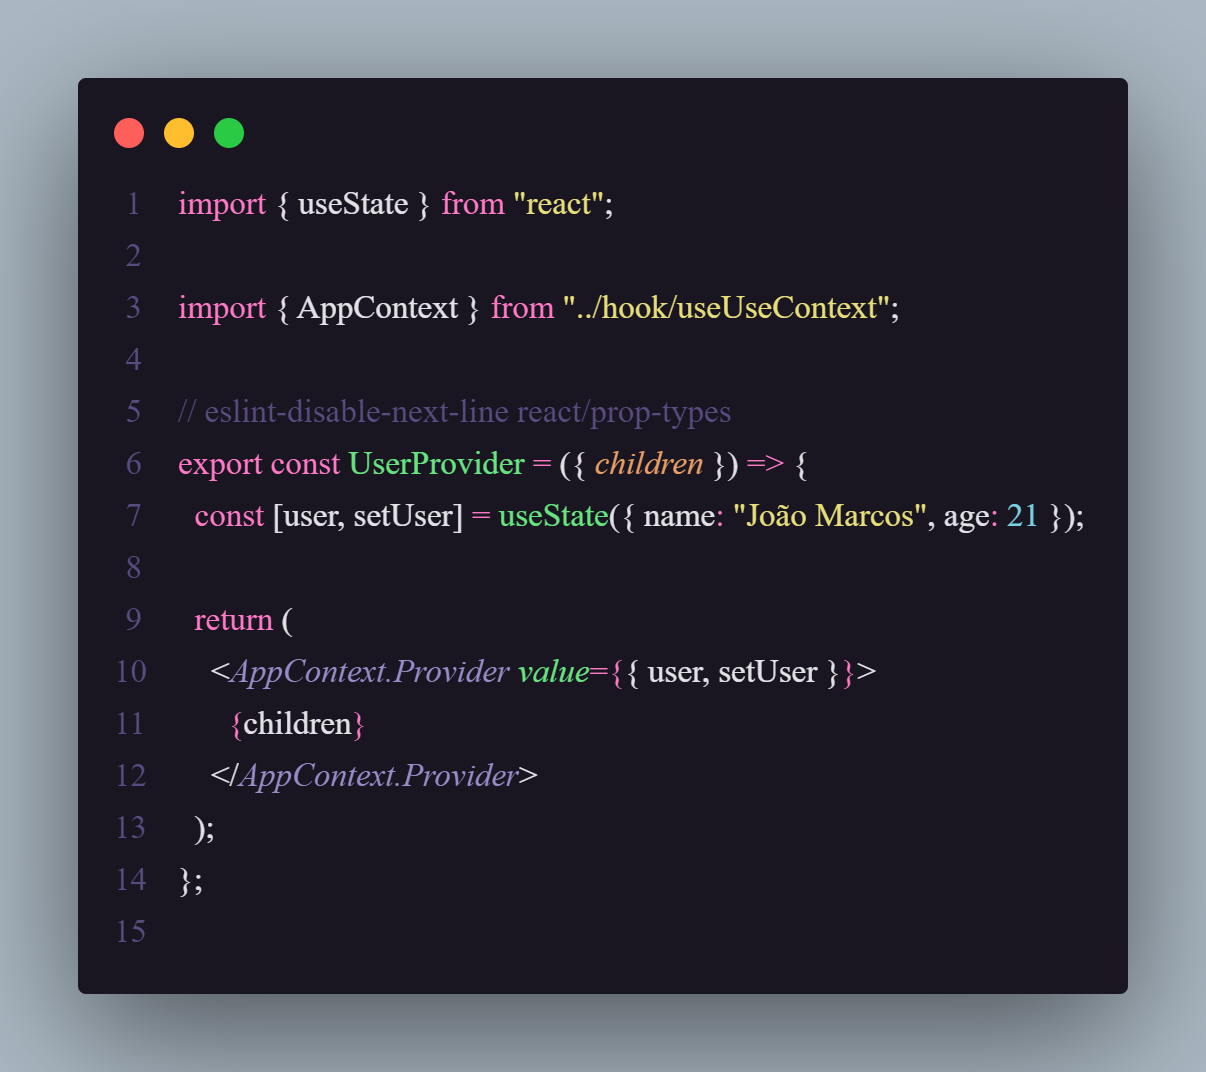 1 import { useState } from "react";
2
3 import { AppContext } from "../hook/useUseContext";
4
5 // eslint-disable-next-line react/prop-types
6 export const UserProvider = ({ children }) => {
7   const [user, setUser] = useState({ name: "João Marcos", age: 21 });
8
9   return (
10     <AppContext.Provider value={{ user, setUser }}>
11       {children}
12     </AppContext.Provider>
13   );
14 };
15